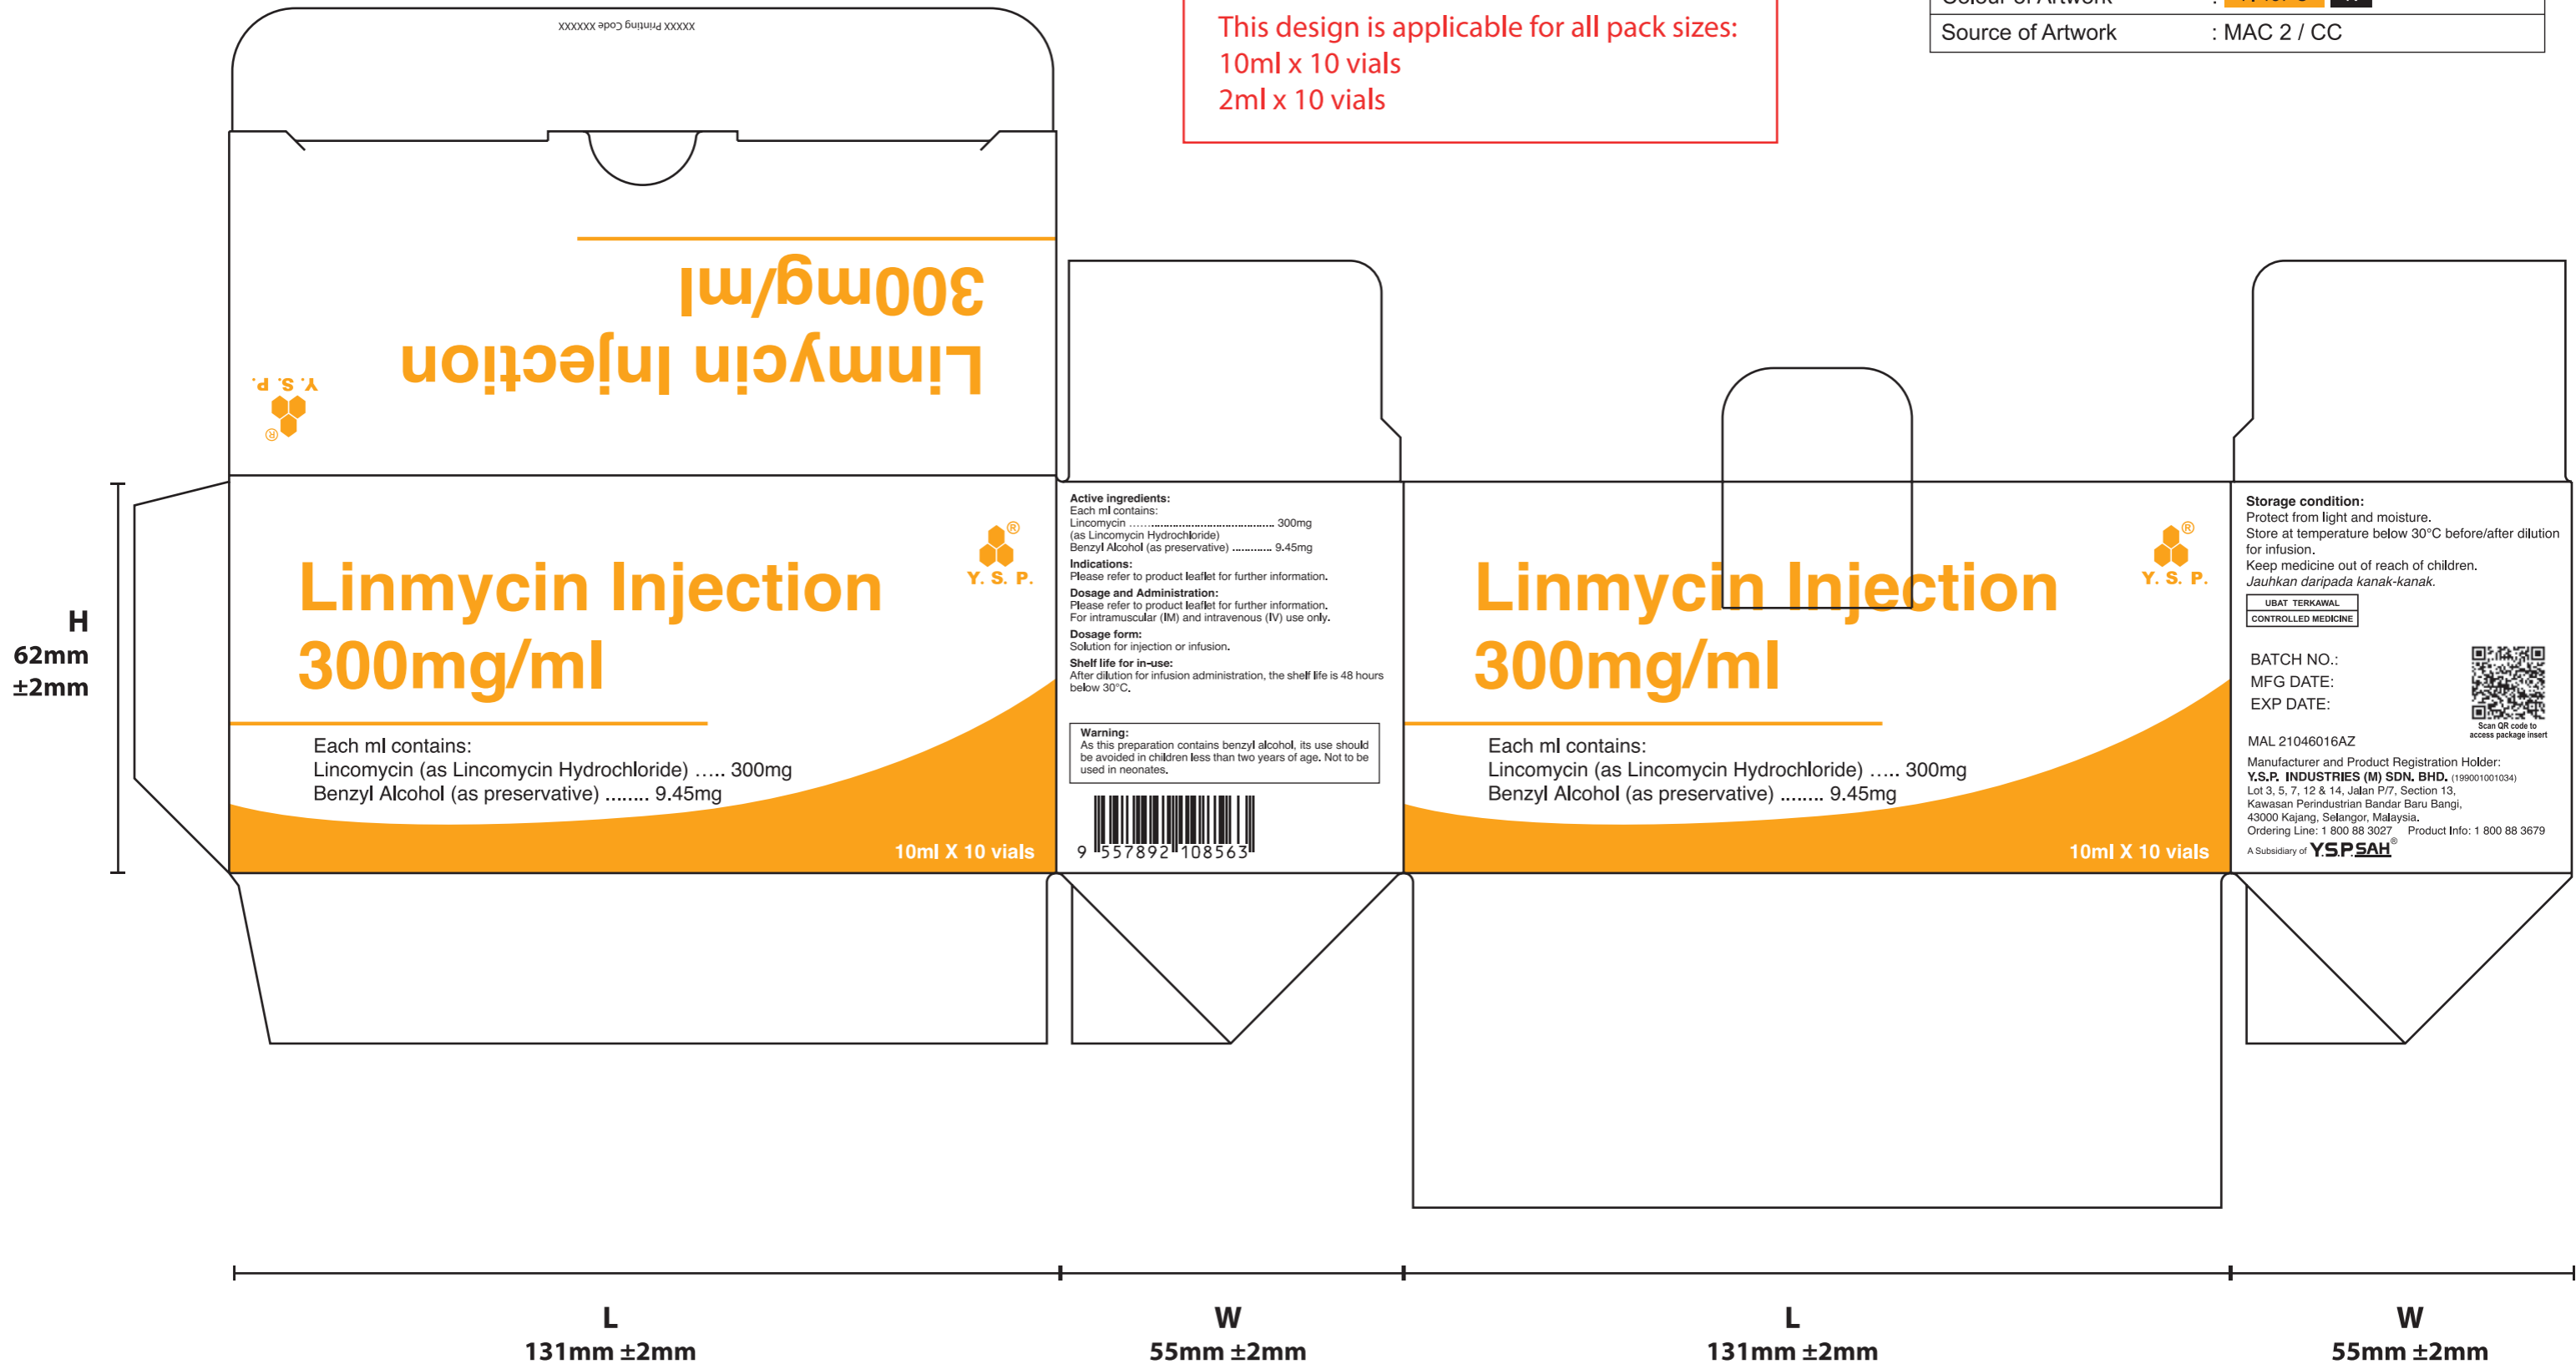 XXXXX Printing Code XXXXXX
This design is applicable for all pack sizes:
10ml x 10 vials
2ml x 10 vials
Source of Artwork : MAC 2 / CC
Linmycin Injection
300mg/ml
®
Y. S. P.
H
62mm
±2mm
Linmycin Injection
300mg/ml
®
Y. S. P.
Each ml contains:
Lincomycin (as Lincomycin Hydrochloride) ..... 300mg
Benzyl Alcohol (as preservative) ........ 9.45mg
10ml X 10 vials
Active ingredients:
Each ml contains:
Lincomycin ............................................. 300mg
(as Lincomycin Hydrochloride)
Benzyl Alcohol (as preservative) ............. 9.45mg
Indications:
Please refer to product leaflet for further information.
Dosage and Administration:
Please refer to product leaflet for further information.
For intramuscular (IM) and intravenous (IV) use only.
Dosage form:
Solution for injection or infusion.
Shelf life for in-use:
After dilution for infusion administration, the shelf life is 48 hours
below 30°C.
Warning:
As this preparation contains benzyl alcohol, its use should
be avoided in children less than two years of age. Not to be
used in neonates.
9 557892 108563
Linmycin Injection
300mg/ml
®
Y. S. P.
Each ml contains:
Lincomycin (as Lincomycin Hydrochloride) ..... 300mg
Benzyl Alcohol (as preservative) ........ 9.45mg
10ml X 10 vials
Storage condition:
Protect from light and moisture.
Store at temperature below 30°C before/after dilution
for infusion.
Keep medicine out of reach of children.
Jauhkan daripada kanak-kanak.
UBAT TERKAWAL
CONTROLLED MEDICINE
BATCH NO.:
MFG DATE:
EXP DATE:
Scan QR code to
access package insert
MAL 21046016AZ
Manufacturer and Product Registration Holder:
Y.S.P. INDUSTRIES (M) SDN. BHD. (199001001034)
Lot 3, 5, 7, 12 & 14, Jalan P/7, Section 13,
Kawasan Perindustrian Bandar Baru Bangi,
43000 Kajang, Selangor, Malaysia.
Ordering Line: 1 800 88 3027 Product Info: 1 800 88 3679
A Subsidiary of Y.S.P.SAH®
L
131mm ±2mm
W
55mm ±2mm
L
131mm ±2mm
W
55mm ±2mm